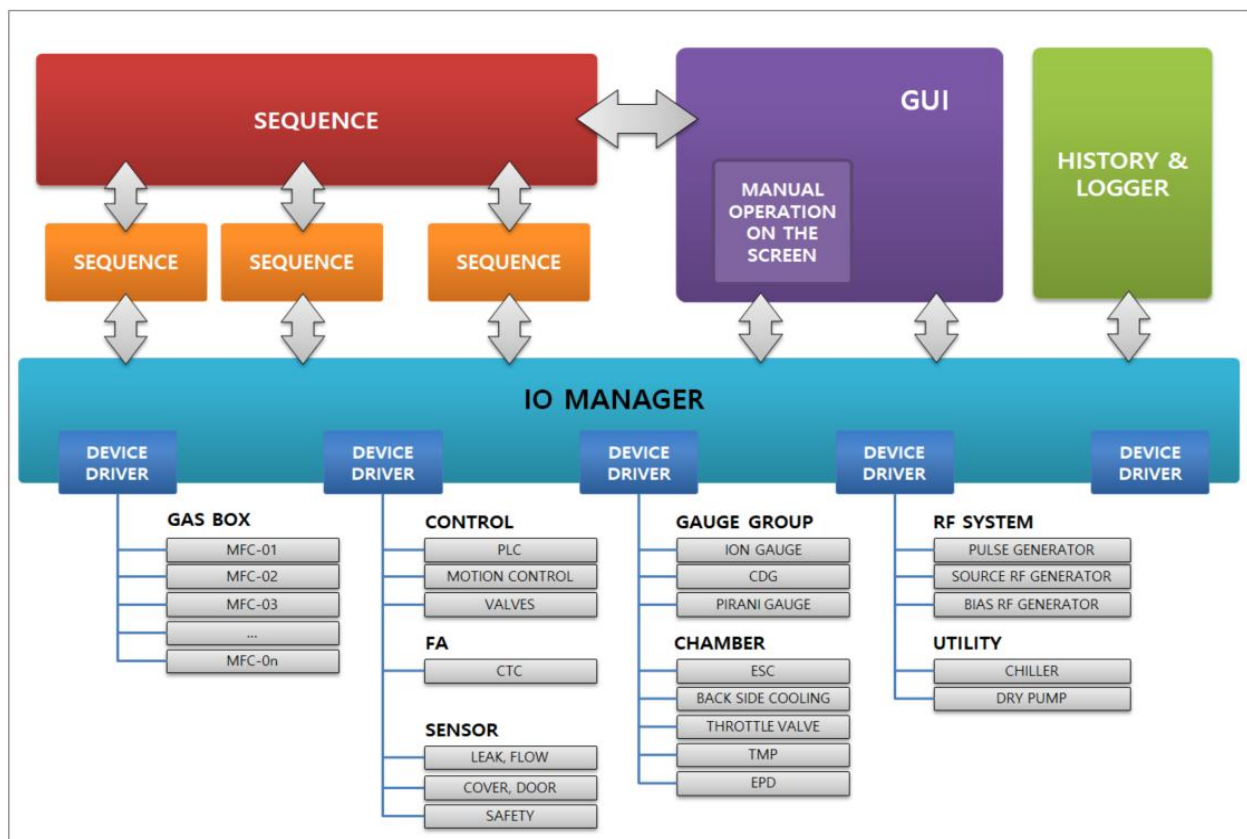 SEQUENCE
GUI
HISTORY &
LOGGER
MANUAL
OPERATION
ON THE
SCREEN
SEQUENCE
SEQUENCE
SEQUENCE
IO MANAGER
DEVICE
DRIVER
DEVICE
DRIVER
DEVICE
DRIVER
DEVICE
DRIVER
DEVICE
DRIVER
GAS BOX
MFC-01
MFC-02
MFC-03
...
MFC-0n
CONTROL
PLC
MOTION CONTROL
VALVES
FA
CTC
SENSOR
LEAK, FLOW
COVER, DOOR
SAFETY
GAUGE GROUP
ION GAUGE
CDG
PIRANI GAUGE
CHAMBER
ESC
BACK SIDE COOLING
THROTTLE VALVE
TMP
EPD
RF SYSTEM
PULSE GENERATOR
SOURCE RF GENERATOR
BIAS RF GENERATOR
UTILITY
CHILLER
DRY PUMP